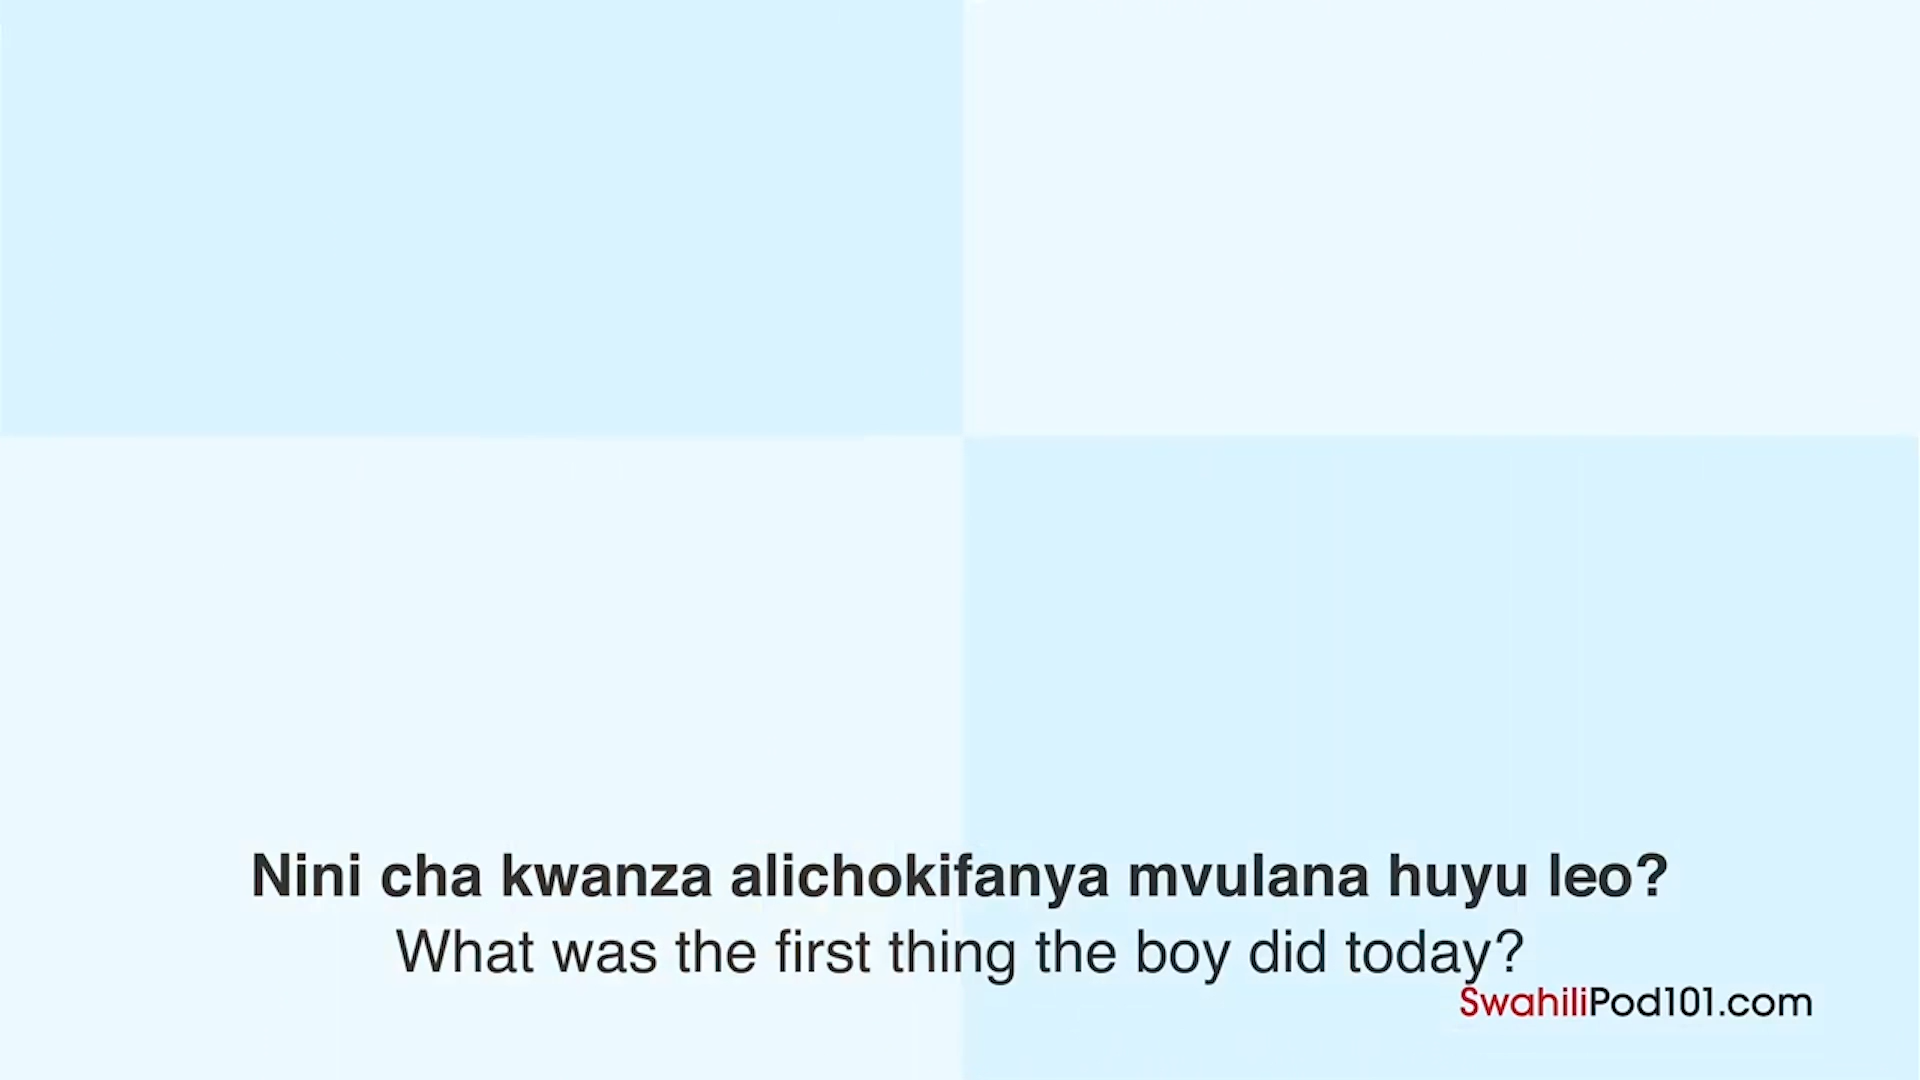 Nini cha kwanza alichokifanya mvulana huyu leo?
What was the first thing the boy did today?
SwahiliPod101.com